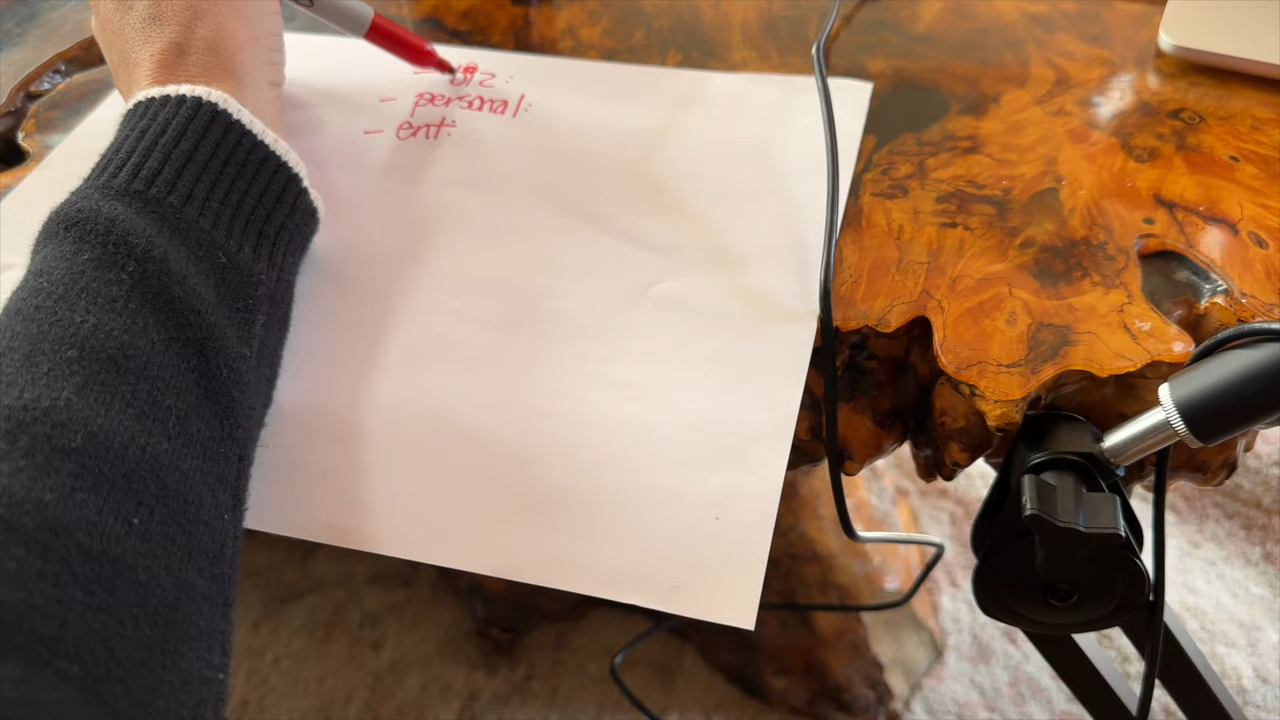 - biz:
- personal:
- ent: